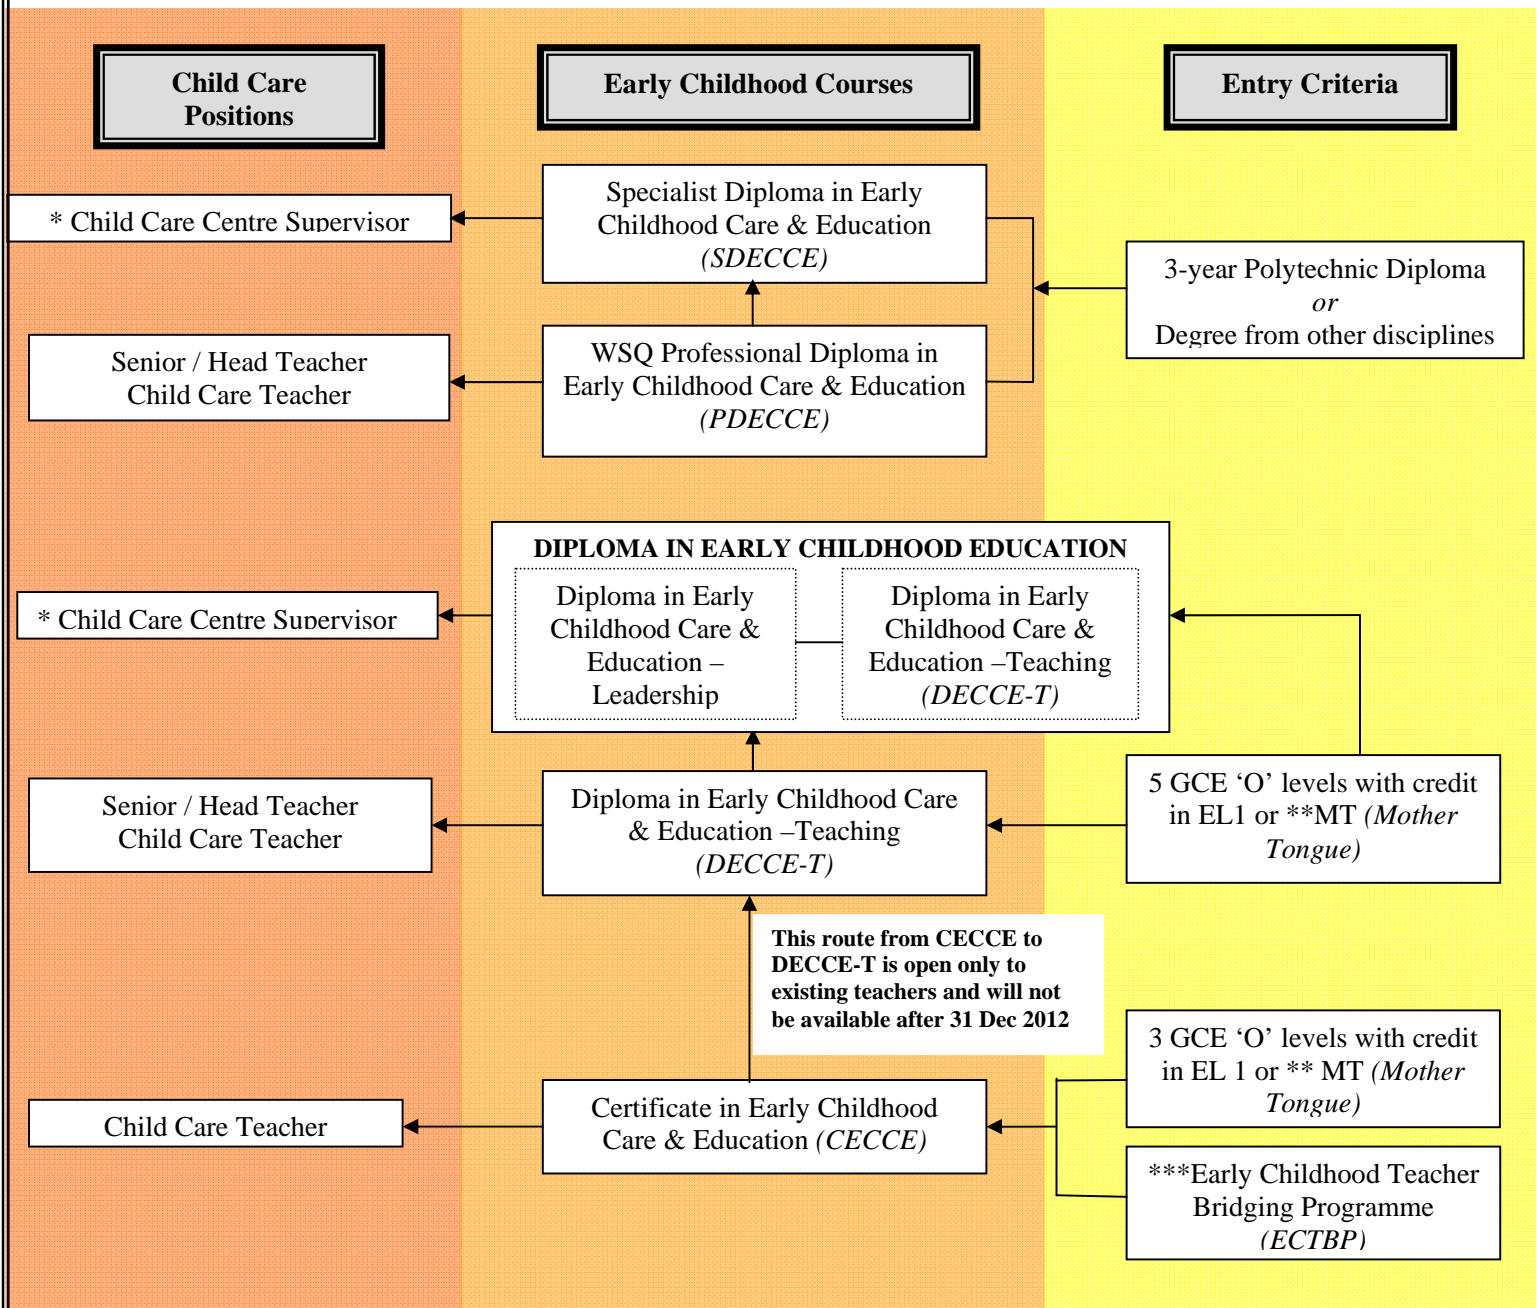 Child Care
Positions
Early Childhood Courses
Entry Criteria
Specialist Diploma in Early
Childhood Care & Education
(SDECCE)
* Child Care Centre Supervisor
3-year Polytechnic Diploma
or
Degree from other disciplines
Senior / Head Teacher
Child Care Teacher
WSQ Professional Diploma in
Early Childhood Care & Education
(PDECCE)
DIPLOMA IN EARLY CHILDHOOD EDUCATION
* Child Care Centre Supervisor
Diploma in Early
Childhood Care &
Education –
Leadership
Diploma in Early
Childhood Care &
Education –Teaching
(DECCE-T)
Senior / Head Teacher
Child Care Teacher
Diploma in Early Childhood Care
& Education –Teaching
(DECCE-T)
5 GCE ‘O’ levels with credit
in EL1 or **MT (Mother
Tongue)
This route from CECCE to
DECCE-T is open only to
existing teachers and will not
be available after 31 Dec 2012
3 GCE ‘O’ levels with credit
in EL 1 or ** MT (Mother
Tongue)
Child Care Teacher
Certificate in Early Childhood
Care & Education (CECCE)
***Early Childhood Teacher
Bridging Programme
(ECTBP)